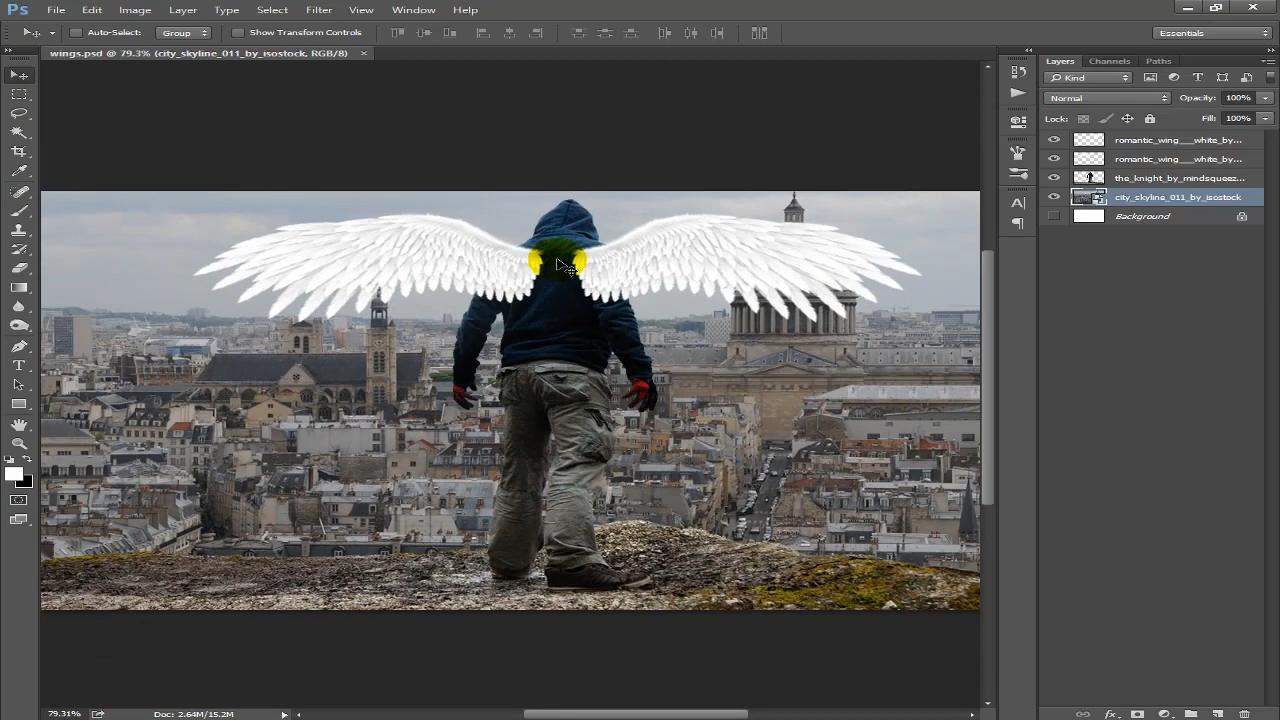 Ps File Edit Image Layer Type Select Filter View Window Help
Auto-Select: Group Show Transform Controls Essentials
wings.psd @ 79.3% (city_skyline_011_by_isostock, RGB/8) ×
Layers Channels Paths
Kind
Normal Opacity: 100%
Lock: Fill: 100%
romantic_wing___white_by...
romantic_wing___white_by...
the_knight_by_mindsqueez...
city_skyline_011_by_isostock
Background
79.31% Doc: 2.64M/15.2M